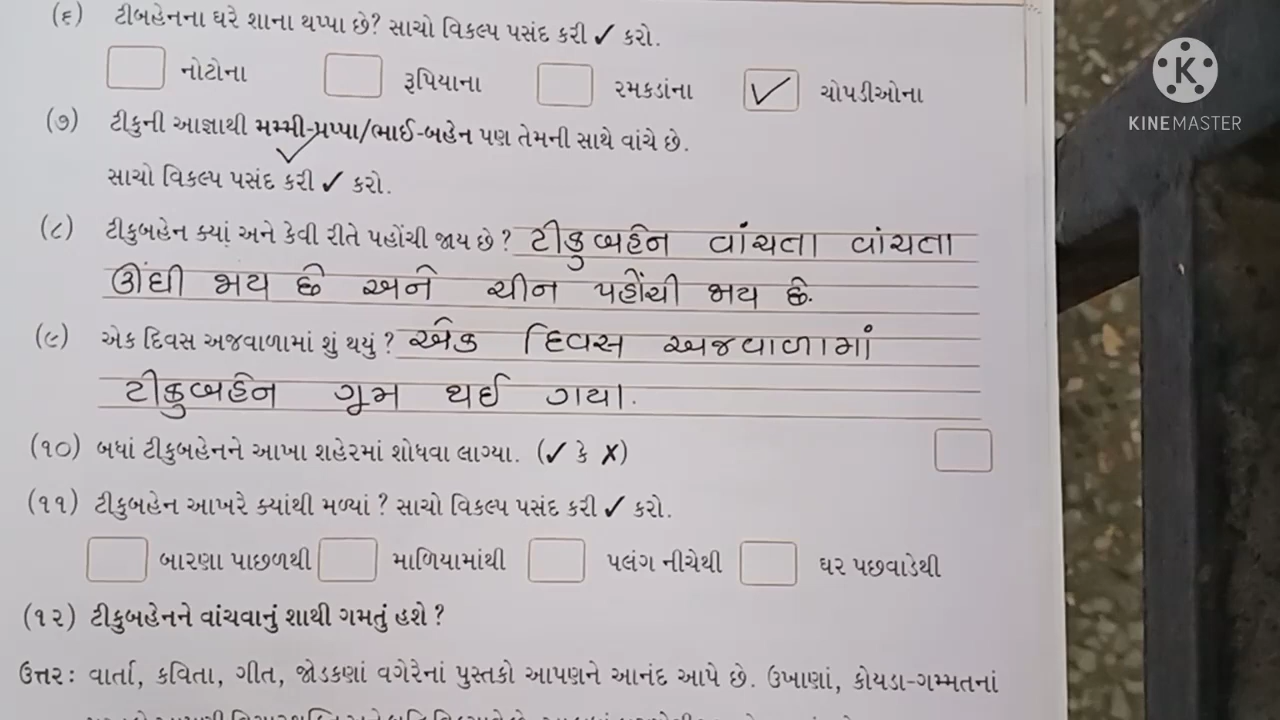 (૬) ટીબહેનના ઘરે શાના થપ્પા છે? સાચો વિકલ્પ પસંદ કરી ✓ કરો.
નોટોના રૂપિયાના રમકડાંના ✓ ચોપડીઓના
K
KINEMASTER
(૭) ટીકુની આજ્ઞાથી મમ્મી-પ્રપ્પા/ભાઈ-બહેન પણ તેમની સાથે વાંચે છે.
✓
સાચો વિકલ્પ પસંદ કરી ✓ કરો.
(૮) ટીકુબહેન ક્યાં અને કેવી રીતે પહોંચી જાય છે? ટીકુબહેન વાંચતા વાંચતા
ઊંઘી જાય છે અને ચીન પહોંચી જાય છે.
(૯) એક દિવસ અજવાળામાં શું થયું? એક દિવસ અજવાળામાં
ટીકુબહેન ગૂમ થઈ ગયા.
(૧૦) બધાં ટીકુબહેનને આખા શહેરમાં શોધવા લાગ્યા. (✓ કે ✗)
(૧૧) ટીકુબહેન આખરે ક્યાંથી મળ્યાં? સાચો વિકલ્પ પસંદ કરી ✓ કરો.
બારણા પાછળથી માળિયામાંથી પલંગ નીચેથી ઘર પછવાડેથી
(૧૨) ટીકુબહેનને વાંચવાનું શાથી ગમતું હશે?
ઉત્તર: વાર્તા, કવિતા, ગીત, જોડકણાં વગેરેનાં પુસ્તકો આપણને આનંદ આપે છે. ઉખાણાં, કોયડા-ગમ્મતનાં